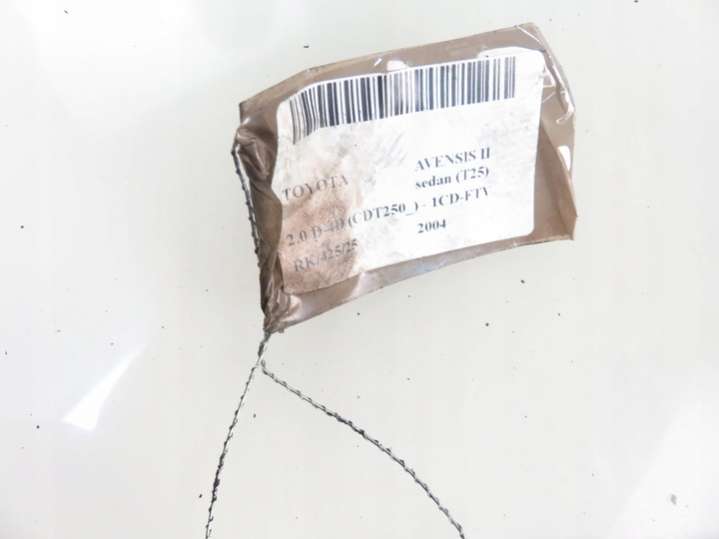 TOYOTA
AVENSIS II
sedan (T25)
2.0 D-4D (CDT250_) - 1CD-FTV
2004
RK/425/25